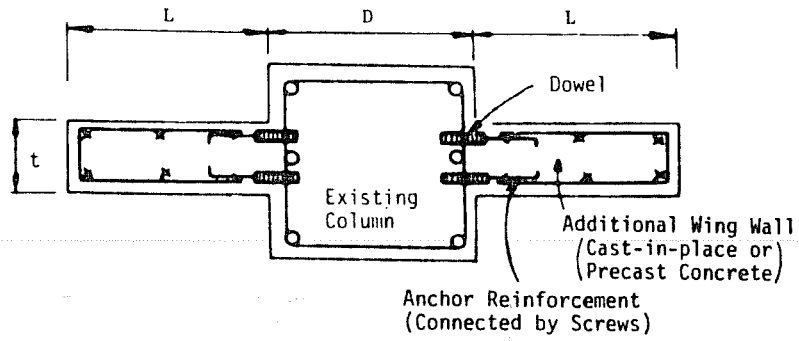 L D L
Dowel
t
Existing
Column
Additional Wing Wall
(Cast-in-place or)
(Precast Concrete)
Anchor Reinforcement
(Connected by Screws)